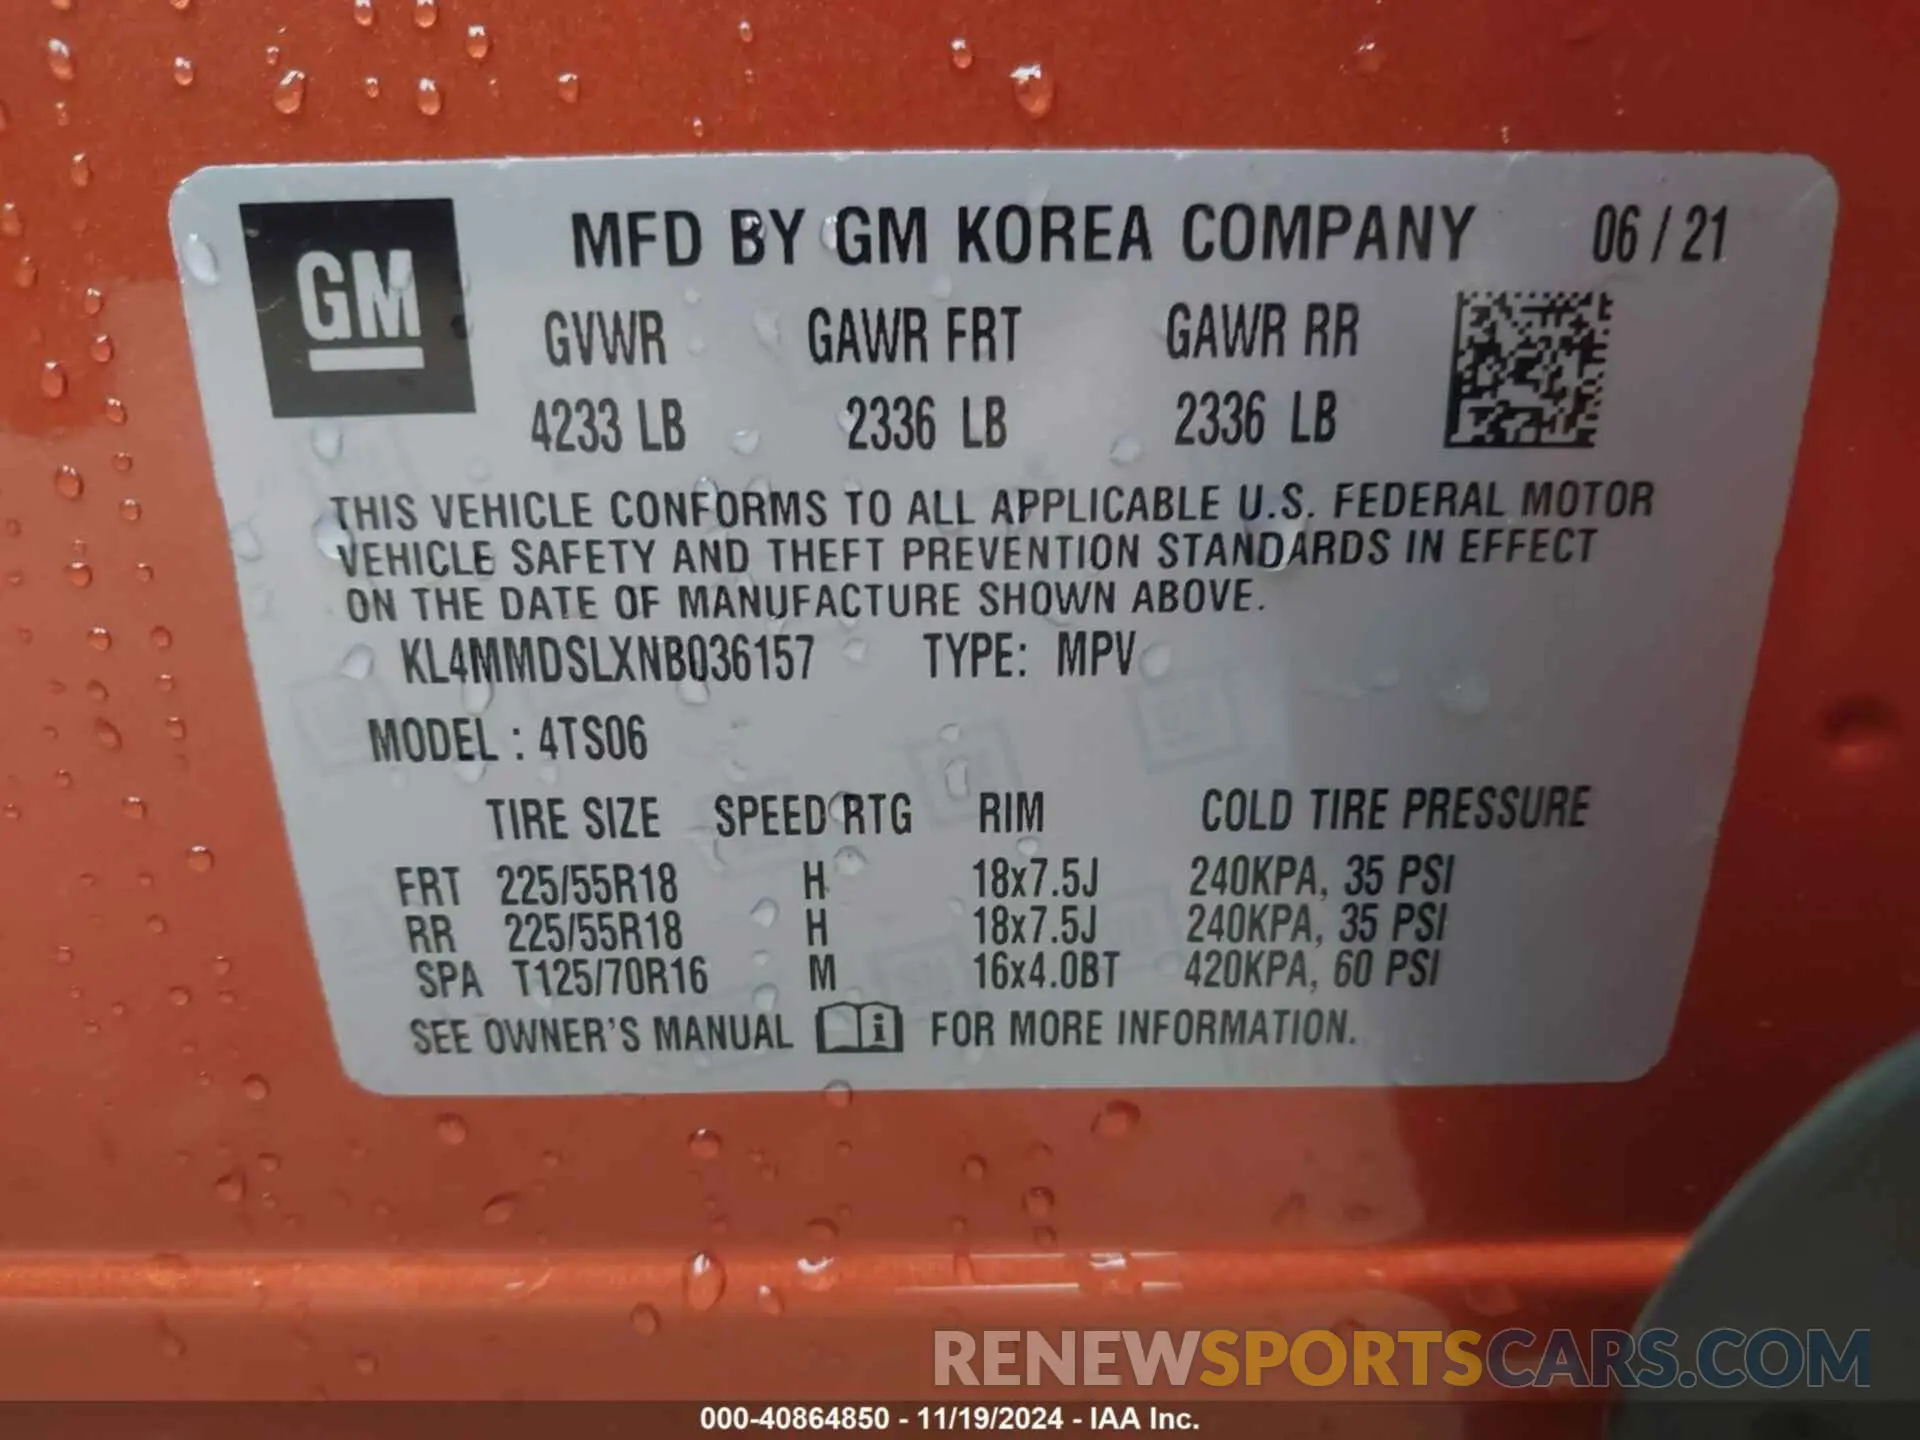 GM
MFD BY GM KOREA COMPANY 06 / 21
GVWR GAWR FRT GAWR RR
4233 LB 2336 LB 2336 LB
THIS VEHICLE CONFORMS TO ALL APPLICABLE U.S. FEDERAL MOTOR
VEHICLE SAFETY AND THEFT PREVENTION STANDARDS IN EFFECT
ON THE DATE OF MANUFACTURE SHOWN ABOVE.
KL4MMDSLXNB036157 TYPE: MPV
MODEL : 4TS06
TIRE SIZE SPEED RTG RIM COLD TIRE PRESSURE
FRT 225/55R18 H 18x7.5J 240KPA, 35 PSI
RR 225/55R18 H 18x7.5J 240KPA, 35 PSI
SPA T125/70R16 M 16x4.0BT 420KPA, 60 PSI
SEE OWNER'S MANUAL i FOR MORE INFORMATION.
RENEWSPORTSCARS.COM
000-40864850 - 11/19/2024 - IAA Inc.